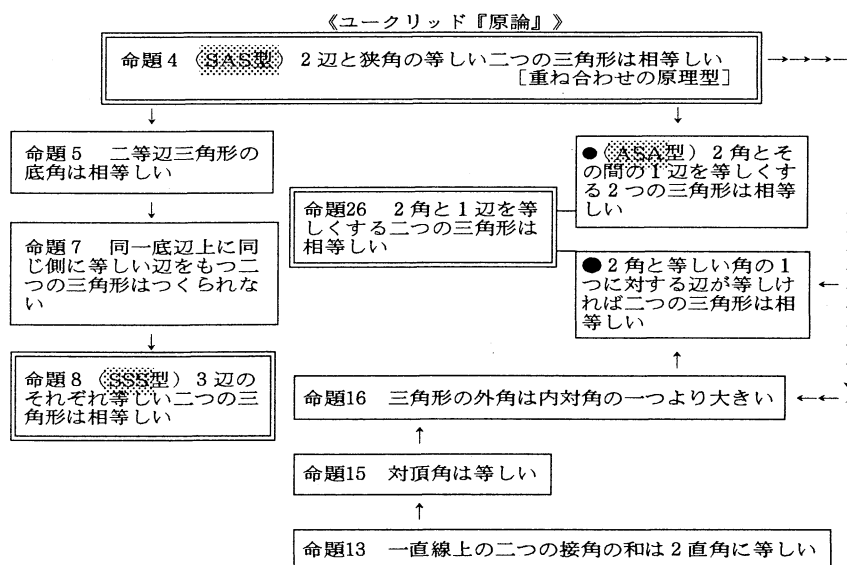 《ユークリッド『原論』》
命題4 (SAS型) 2辺と狭角の等しい二つの三角形は相等しい
[重ね合わせの原理型]
命題5 二等辺三角形の
底角は相等しい
命題7 同一底辺上に同
じ側に等しい辺をもつ二
つの三角形はつくられな
い
命題8 (SSS型) 3辺の
それぞれ等しい二つの三
角形は相等しい
命題26 2角と1辺を等
しくする二つの三角形は
相等しい
●(ASA型) 2角とそ
の間の1辺を等しくす
る2つの三角形は相等
しい
●2角と等しい角の1
つに対する辺が等しけ
れば二つの三角形は相
等しい
命題16 三角形の外角は内対角の一つより大きい
命題15 対頂角は等しい
命題13 一直線上の二つの接角の和は2直角に等しい